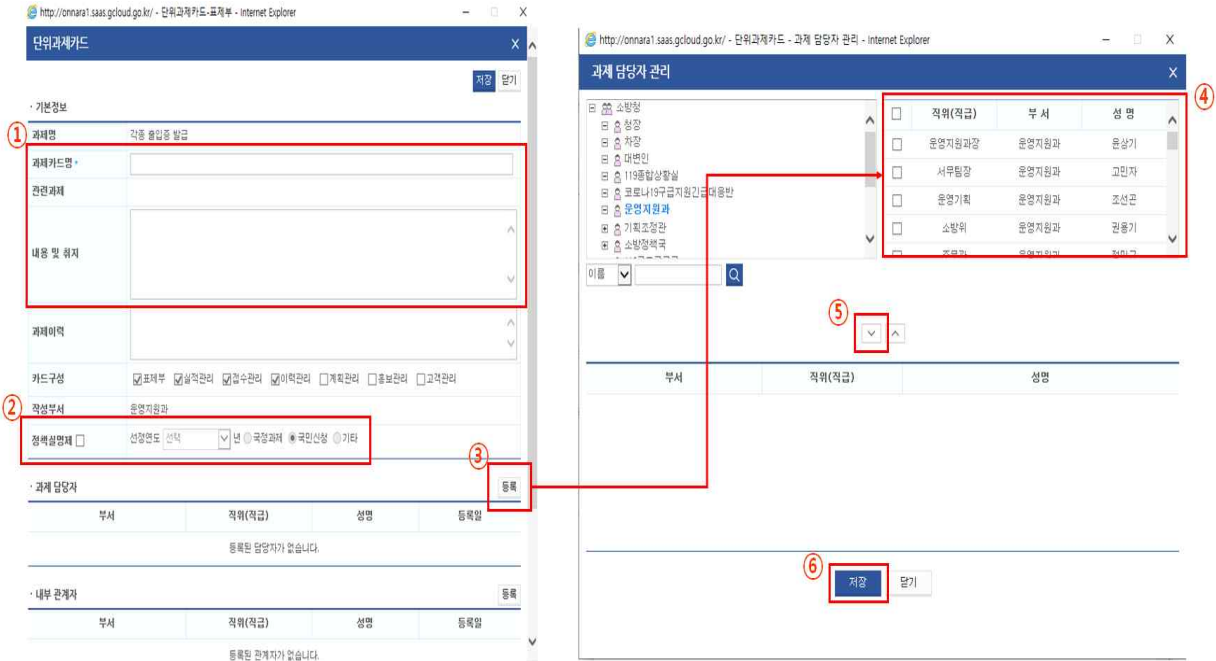 http://onnara1.saas.gcloud.go.kr/ - 단위과제카드-표제부 - Internet Explorer
단위과제카드
저장 닫기
· 기본정보
①
과제명 각종 출입증 발급
과제카드명 *
관련과제
내용 및 취지
과제이력
카드구성 표제부 실적관리 접수관리 이력관리 계획관리 홍보관리 고객관리
작성부서 운영지원과
②
정책실명제 선정연도 선택 년 국정과제 국민신청 기타
③
· 과제 담당자 등록
부서 직위(직급) 성명 등록일
등록된 담당자가 없습니다.
· 내부 관계자 등록
부서 직위(직급) 성명 등록일
등록된 관계자가 없습니다.
http://onnara1.saas.gcloud.go.kr/ - 단위과제카드 - 과제 담당자 관리 - Internet Explorer
과제 담당자 관리
소방청
청장
차장
대변인
119종합상황실
코로나19구급지원긴급대응반
운영지원과
기획조정관
소방정책국
이름
④
직위(직급) 부 서 성 명
운영지원과장 운영지원과 윤상기
서무팀장 운영지원과 고민자
운영기획 운영지원과 조선곤
소방위 운영지원과 권용기
⑤
부서 직위(직급) 성명
⑥
저장 닫기